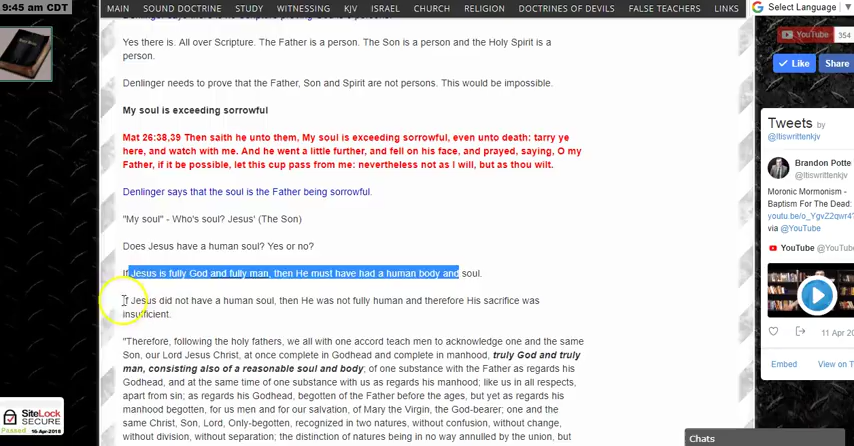 9:45 am CDT
MAIN SOUND DOCTRINE STUDY WITNESSING KJV ISRAEL CHURCH RELIGION DOCTRINES OF DEVILS FALSE TEACHERS LINKS
Select Language
Yes there is. All over Scripture. The Father is a person. The Son is a person and the Holy Spirit is a
person.
Denlinger needs to prove that the Father, Son and Spirit are not persons. This would be impossible.
My soul is exceeding sorrowful
Mat 26:38,39 Then saith he unto them, My soul is exceeding sorrowful, even unto death: tarry ye
here, and watch with me. And he went a little further, and fell on his face, and prayed, saying, O my
Father, if it be possible, let this cup pass from me: nevertheless not as I will, but as thou wilt.
Denlinger says that the soul is the Father being sorrowful.
"My soul" - Who's soul? Jesus' (The Son)
Does Jesus have a human soul? Yes or no?
If Jesus is fully God and fully man, then He must have had a human body and soul.
If Jesus did not have a human soul, then He was not fully human and therefore His sacrifice was
insufficient.
"Therefore, following the holy fathers, we all with one accord teach men to acknowledge one and the same
Son, our Lord Jesus Christ, at once complete in Godhead and complete in manhood, truly God and truly
man, consisting also of a reasonable soul and body; of one substance with the Father as regards his
Godhead, and at the same time of one substance with us as regards his manhood; like us in all respects,
apart from sin; as regards his Godhead, begotten of the Father before the ages, but yet as regards his
manhood begotten, for us men and for our salvation, of Mary the Virgin, the God-bearer; one and the
same Christ, Son, Lord, Only-begotten, recognized in two natures, without confusion, without change,
without division, without separation; the distinction of natures being in no way annulled by the union, but
YouTube 354
Like Share
Tweets by
@Itiswrittenkjv
Brandon Potte
@Itiswrittenkjv
Moronic Mormonism -
Baptism For The Dead:
youtu.be/o_YgvZ2qwr4?
via @YouTube
YouTube @YouTube
11 Apr 20
Embed View on T
SiteLock
SECURE
Passed 16-Apr-2018
Chats